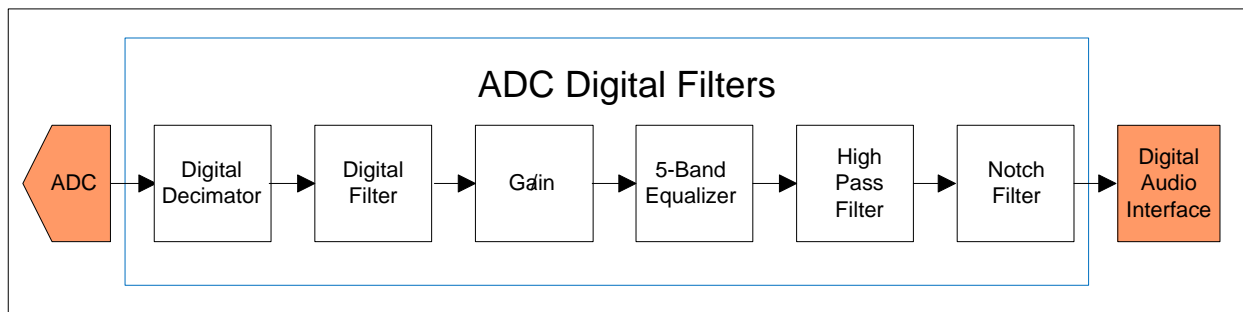 ADC Digital Filters
ADC
Digital
Decimator
Digital
Filter
Gain
5-Band
Equalizer
High
Pass
Filter
Notch
Filter
Digital
Audio
Interface